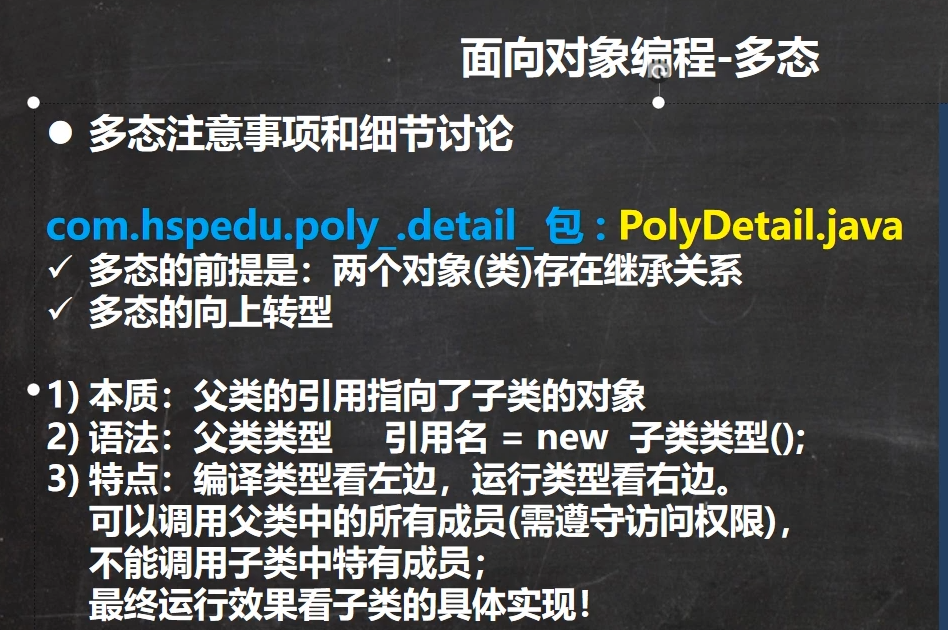 面向对象编程-多态
● 多态注意事项和细节讨论
com.hspedu.poly_.detail_ 包 : PolyDetail.java
✓ 多态的前提是：两个对象(类)存在继承关系
✓ 多态的向上转型
1) 本质：父类的引用指向了子类的对象
2) 语法：父类类型 引用名 = new 子类类型();
3) 特点：编译类型看左边，运行类型看右边。
可以调用父类中的所有成员(需遵守访问权限)，
不能调用子类中特有成员；
最终运行效果看子类的具体实现！